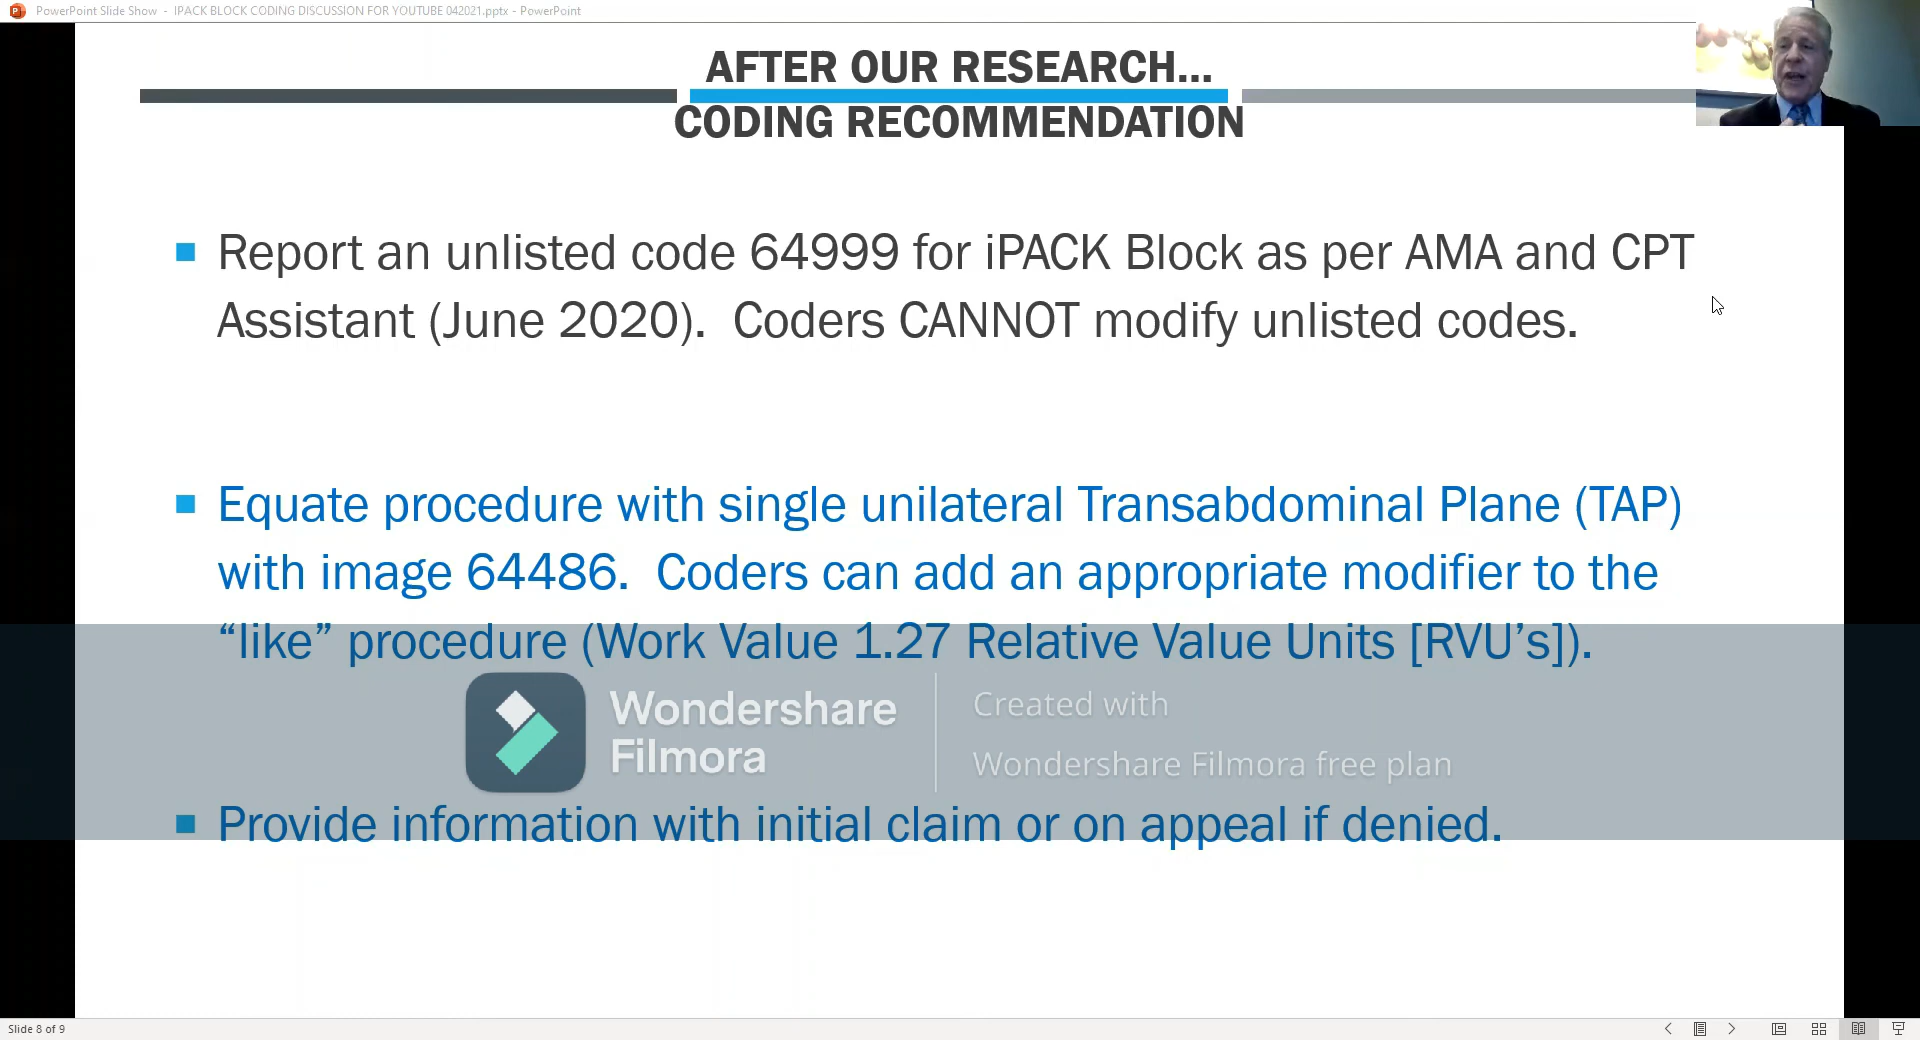 PowerPoint Slide Show - IPACK BLOCK CODING DISCUSSION FOR YOUTUBE 042021.pptx - PowerPoint
AFTER OUR RESEARCH...
CODING RECOMMENDATION
Report an unlisted code 64999 for iPACK Block as per AMA and CPT
Assistant (June 2020).  Coders CANNOT modify unlisted codes.
Equate procedure with single unilateral Transabdominal Plane (TAP)
with image 64486.  Coders can add an appropriate modifier to the
“like” procedure (Work Value 1.27 Relative Value Units [RVU’s]).
Wondershare
Filmora
Created with
Wondershare Filmora free plan
Provide information with initial claim or on appeal if denied.
Slide 8 of 9